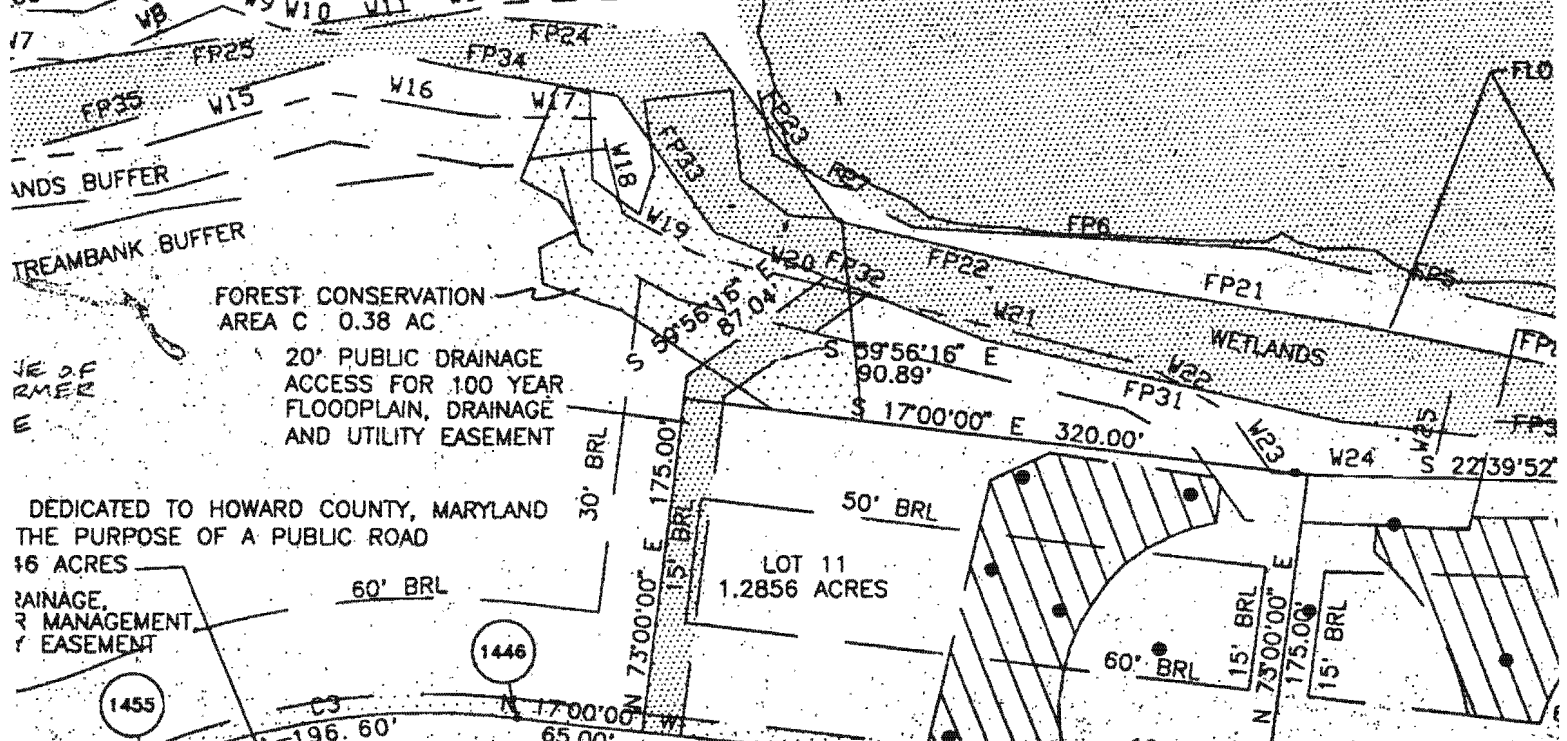 W8
W10
W11
FP25
FP24
FP34
FP35
W15
W16
W17
W18
FP33
FP23
FLO
ANDS BUFFER
TREAMBANK BUFFER
W19
W20
FP32
FP22
FP6
FP5
FP21
W21
WETLANDS
W22
FP31
W23
W24
W25
FOREST CONSERVATION
AREA C 0.38 AC
20' PUBLIC DRAINAGE
ACCESS FOR 100 YEAR
FLOODPLAIN, DRAINAGE
AND UTILITY EASEMENT
S 59°56'16" E
87.04'
S 59°56'16" E
90.89'
S 17°00'00" E 320.00'
S 22°39'52"
RMER
E
30' BRL
175.00'
N 73°00'00" E
15' BRL
50' BRL
LOT 11
1.2856 ACRES
DEDICATED TO HOWARD COUNTY, MARYLAND
THE PURPOSE OF A PUBLIC ROAD
46 ACRES
RAINAGE,
R MANAGEMENT
Y EASEMENT
60' BRL
1446
1455
C3
196.60'
N 17°00'00" W
65.00'
60' BRL
15' BRL
N 73°00'00" E
175.00'
15' BRL